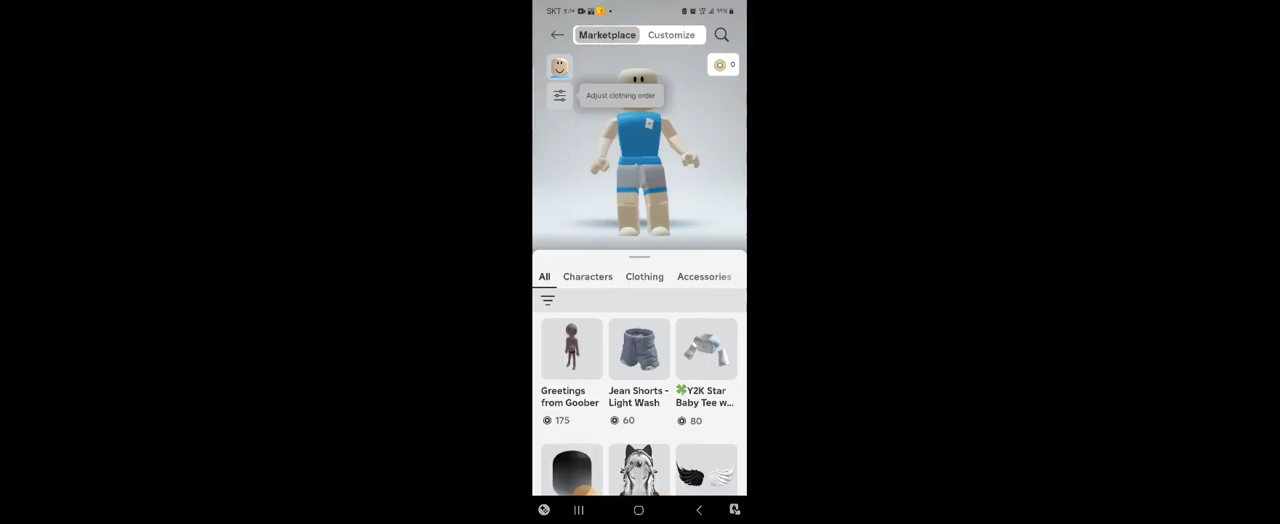 SKT
Marketplace
Customize
0
Adjust clothing order
All
Characters
Clothing
Accessories
Greetings
from Goober
175
Jean Shorts -
Light Wash
60
🍀Y2K Star
Baby Tee w...
80